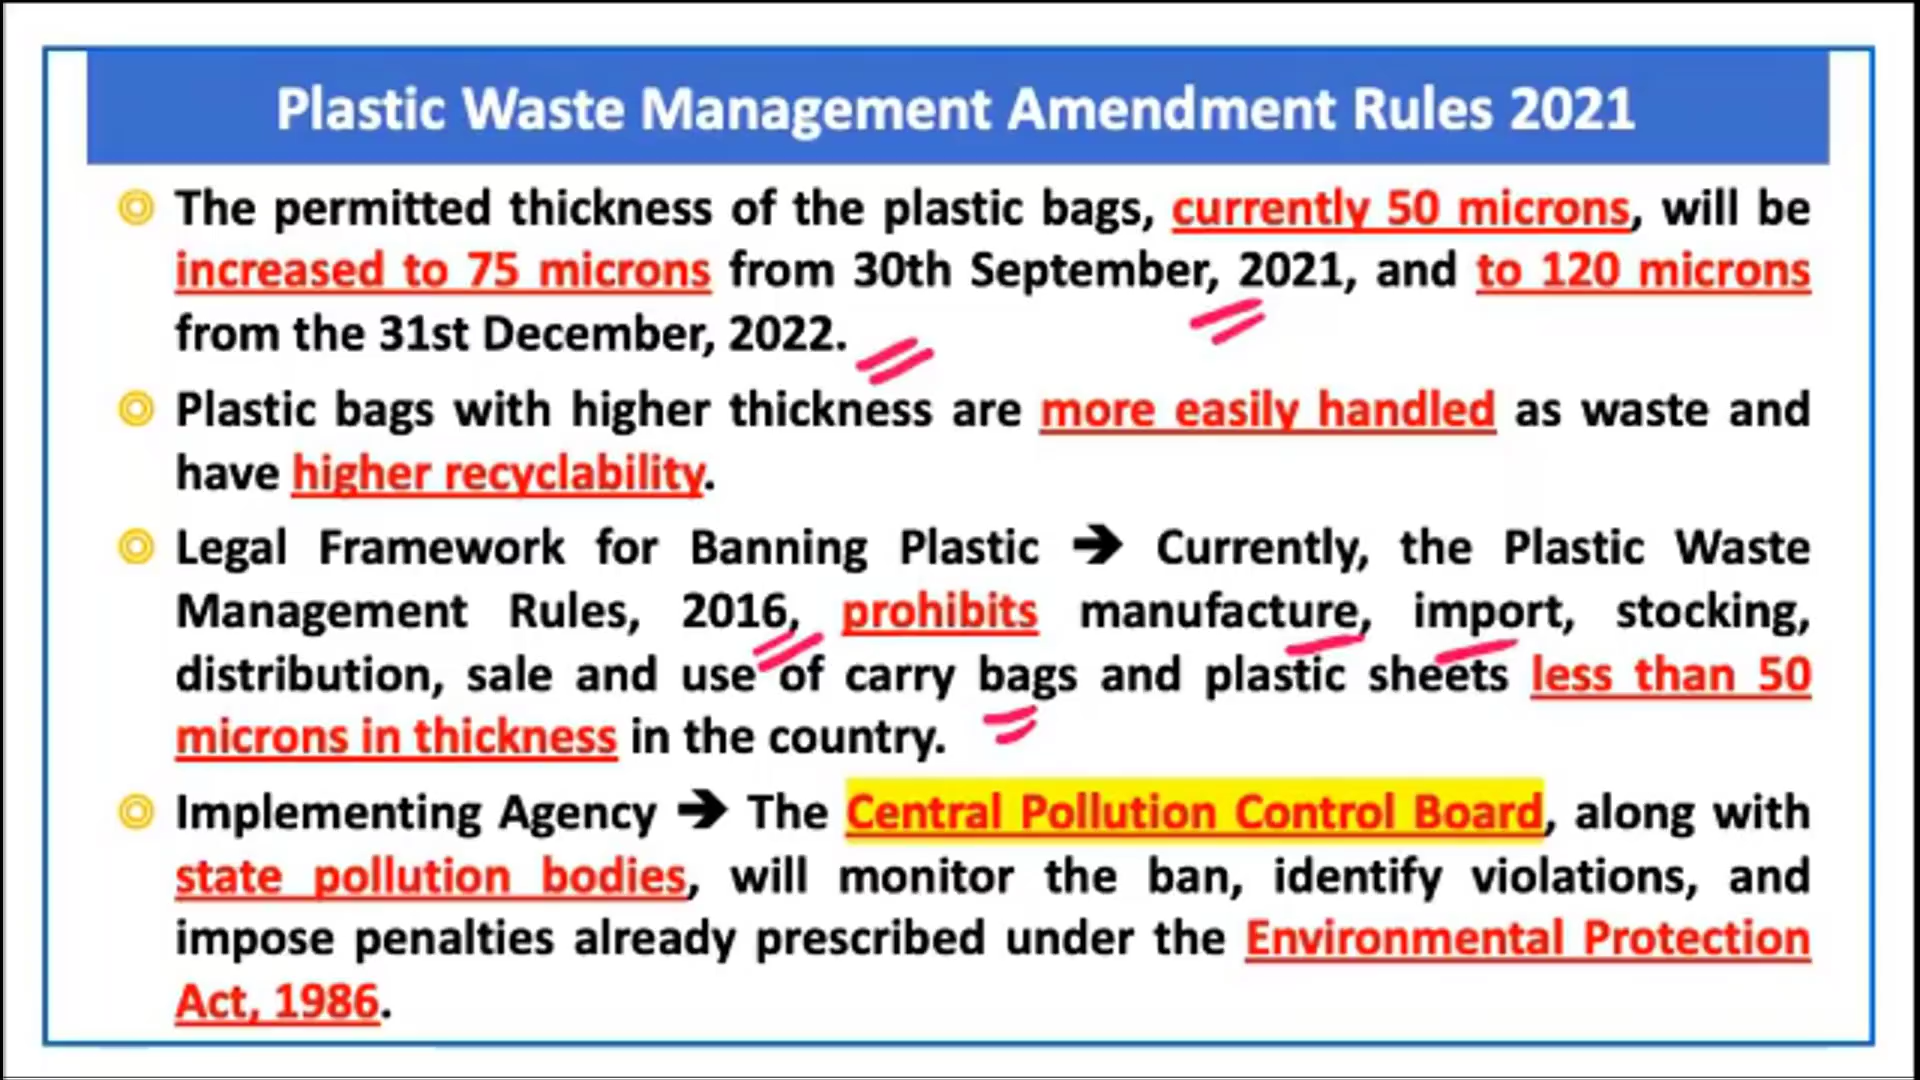 Plastic Waste Management Amendment Rules 2021
The permitted thickness of the plastic bags, currently 50 microns, will be
increased to 75 microns from 30th September, 2021, and to 120 microns
from the 31st December, 2022.
Plastic bags with higher thickness are more easily handled as waste and
have higher recyclability.
Legal Framework for Banning Plastic ➔ Currently, the Plastic Waste
Management Rules, 2016, prohibits manufacture, import, stocking,
distribution, sale and use of carry bags and plastic sheets less than 50
microns in thickness in the country.
Implementing Agency ➔ The Central Pollution Control Board, along with
state pollution bodies, will monitor the ban, identify violations, and
impose penalties already prescribed under the Environmental Protection
Act, 1986.